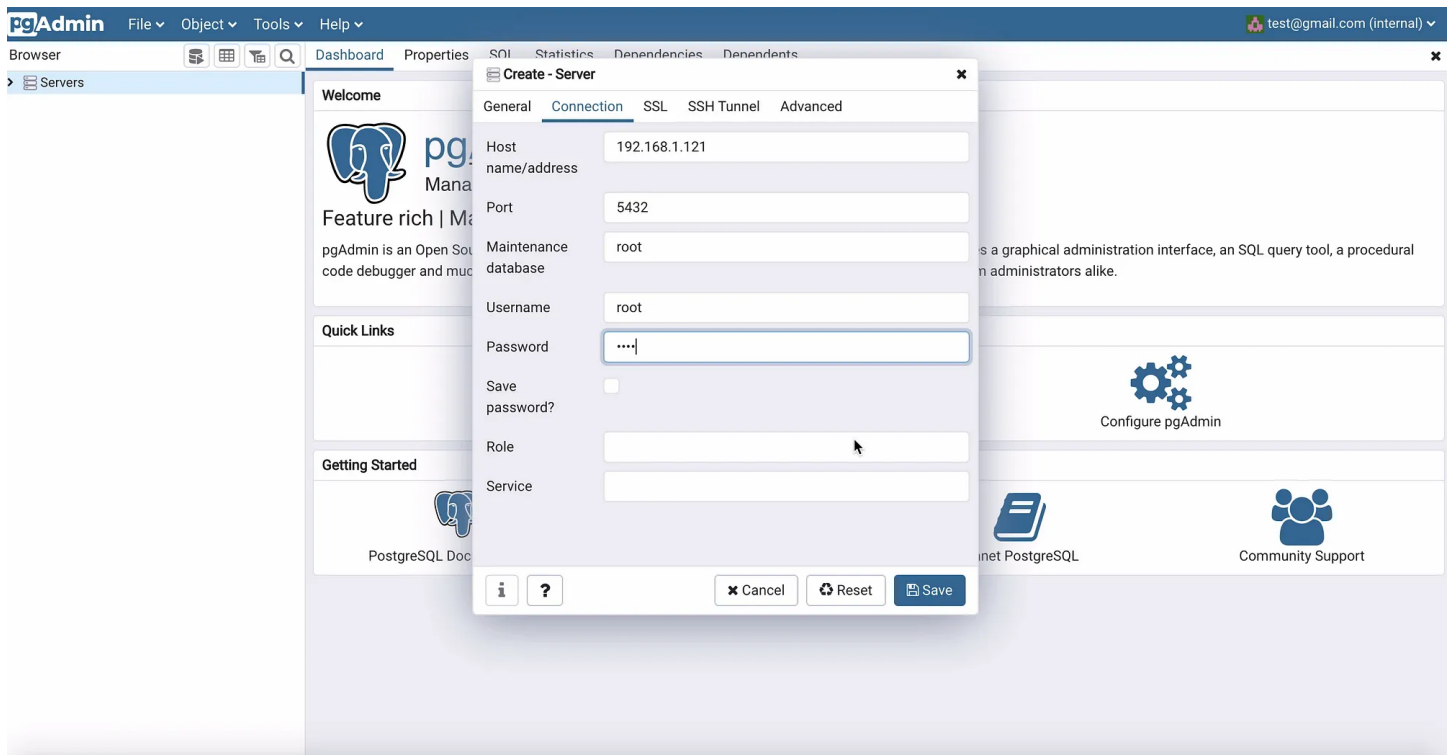 pgAdmin File Object Tools Help test@gmail.com (internal)
Browser Dashboard Properties SQL Statistics Dependencies Dependents
Servers
Welcome
pg
Mana
Feature rich | Ma
pgAdmin is an Open Sou s a graphical administration interface, an SQL query tool, a procedural
code debugger and muc n administrators alike.
Quick Links
Configure pgAdmin
Getting Started
PostgreSQL Doc net PostgreSQL Community Support
Create - Server
General Connection SSL SSH Tunnel Advanced
Host
name/address
192.168.1.121
Port 5432
Maintenance
database
root
Username root
Password ••••
Save
password?
Role
Service
i ? Cancel Reset Save